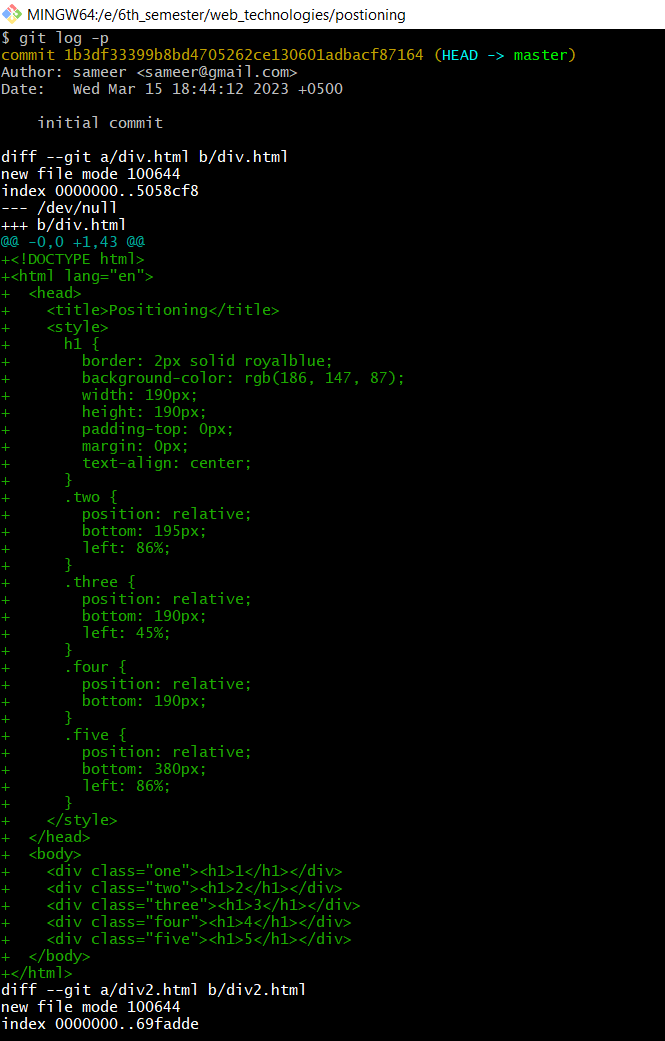 MINGW64:/e/6th_semester/web_technologies/postioning
$ git log -p
commit 1b3df33399b8bd4705262ce130601adbacf87164 (HEAD -> master)
Author: sameer <sameer@gmail.com>
Date:   Wed Mar 15 18:44:12 2023 +0500

    initial commit

diff --git a/div.html b/div.html
new file mode 100644
index 0000000..5058cf8
--- /dev/null
+++ b/div.html
@@ -0,0 +1,43 @@
+<!DOCTYPE html>
+<html lang="en">
+  <head>
+    <title>Positioning</title>
+    <style>
+      h1 {
+        border: 2px solid royalblue;
+        background-color: rgb(186, 147, 87);
+        width: 190px;
+        height: 190px;
+        padding-top: 0px;
+        margin: 0px;
+        text-align: center;
+      }
+      .two {
+        position: relative;
+        bottom: 195px;
+        left: 86%;
+      }
+      .three {
+        position: relative;
+        bottom: 190px;
+        left: 45%;
+      }
+      .four {
+        position: relative;
+        bottom: 190px;
+      }
+      .five {
+        position: relative;
+        bottom: 380px;
+        left: 86%;
+      }
+    </style>
+  </head>
+  <body>
+    <div class="one"><h1>1</h1></div>
+    <div class="two"><h1>2</h1></div>
+    <div class="three"><h1>3</h1></div>
+    <div class="four"><h1>4</h1></div>
+    <div class="five"><h1>5</h1></div>
+  </body>
+</html>
diff --git a/div2.html b/div2.html
new file mode 100644
index 0000000..69fadde